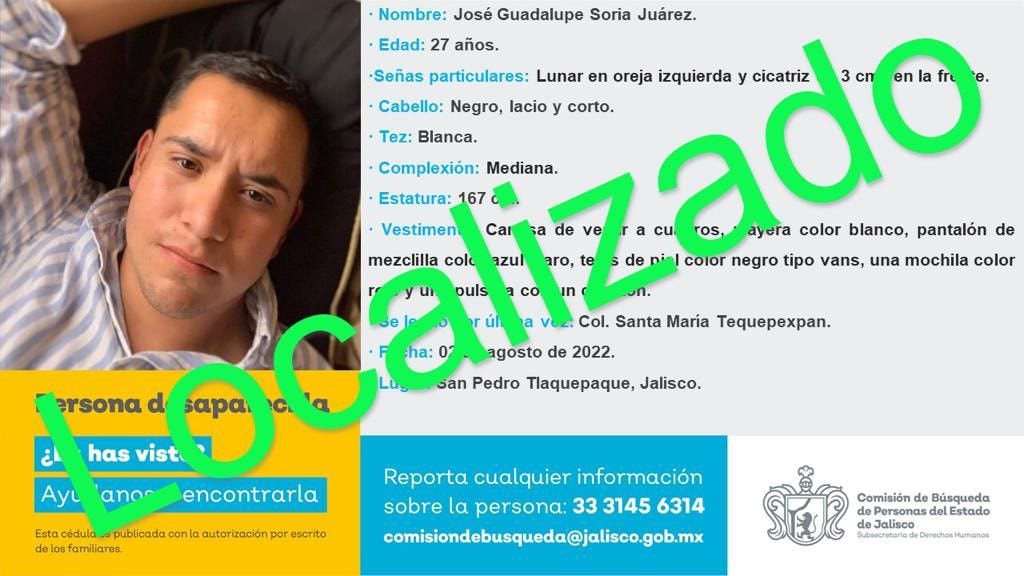 · Nombre: José Guadalupe Soria Juárez.
· Edad: 27 años.
·Señas particulares: Lunar en oreja izquierda y cicatriz 3 cm en la frente.
· Cabello: Negro, lacio y corto.
· Tez: Blanca.
· Complexión: Mediana.
· Estatura: 167 cm.
· Vestimenta: Camisa de vestir a cuadros, playera color blanco, pantalón de
mezclilla color azul claro, tenis de piel color negro tipo vans, una mochila color
y una pulsera con un
· Se le vio por última vez: Col. Santa María Tequepexpan.
· Fecha: 02 de agosto de 2022.
· Lugar: San Pedro Tlaquepaque, Jalisco.
Localizado
Persona desaparecida
¿La has visto?
Ayúdanos a encontrarla
Esta cédula es publicada con la autorización por escrito
de los familiares.
Reporta cualquier información
sobre la persona: 33 3145 6314
comisiondebusqueda@jalisco.gob.mx
Comisión de Búsqueda
de Personas del Estado
de Jalisco
Subsecretaría de Derechos Humanos